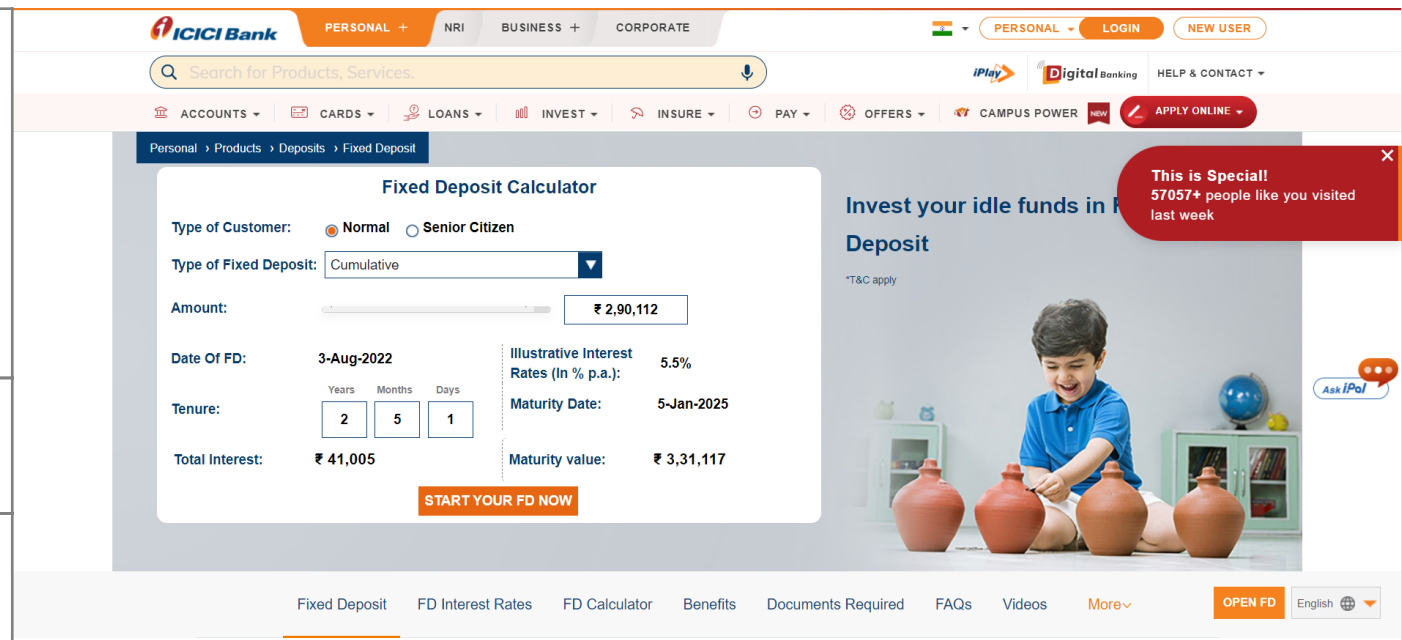 ICICI Bank
PERSONAL +
NRI
BUSINESS +
CORPORATE
PERSONAL
LOGIN
NEW USER
Search for Products, Services.
iPlay
Digital Banking
HELP & CONTACT
ACCOUNTS
CARDS
LOANS
INVEST
INSURE
PAY
OFFERS
CAMPUS POWER
NEW
APPLY ONLINE
Personal › Products › Deposits › Fixed Deposit
This is Special!
57057+ people like you visited
last week
Fixed Deposit Calculator
Type of Customer:
Normal
Senior Citizen
Type of Fixed Deposit:
Cumulative
Amount:
₹ 2,90,112
Date Of FD:
3-Aug-2022
Illustrative Interest
Rates (In % p.a.):
5.5%
Years Months Days
Tenure:
2 5 1
Maturity Date:
5-Jan-2025
Total Interest:
₹ 41,005
Maturity value:
₹ 3,31,117
START YOUR FD NOW
Invest your idle funds in
Deposit
*T&C apply
Ask iPal
Fixed Deposit
FD Interest Rates
FD Calculator
Benefits
Documents Required
FAQs
Videos
More
OPEN FD
English